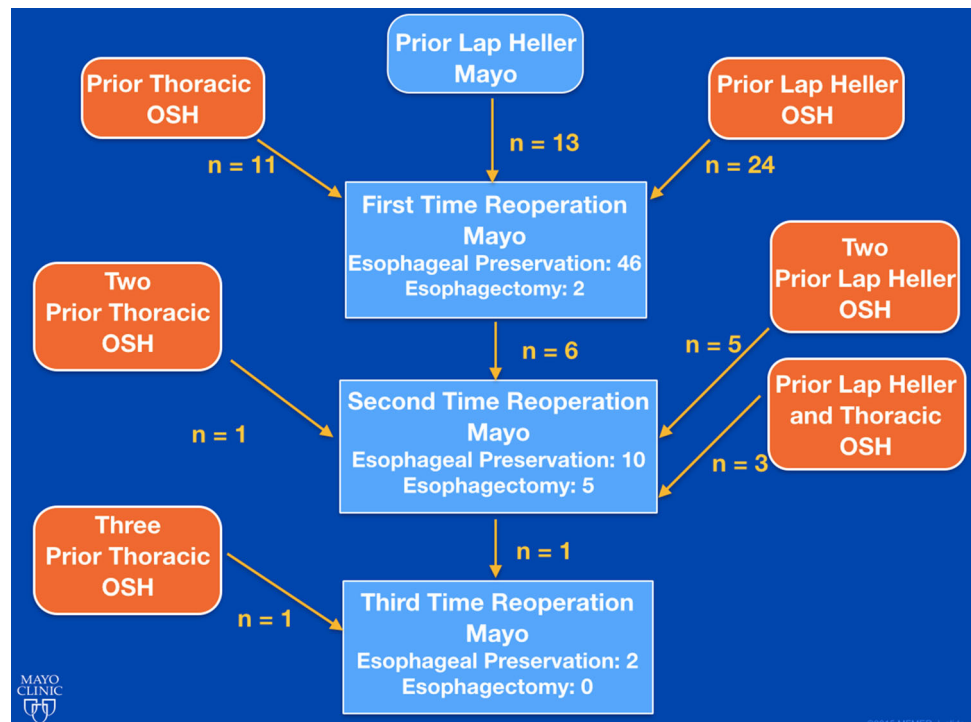 Prior Lap Heller
Mayo
Prior Thoracic
OSH
Prior Lap Heller
OSH
n = 11
n = 13
n = 24
First Time Reoperation
Mayo
Esophageal Preservation: 46
Esophagectomy: 2
Two
Prior Thoracic
OSH
Two
Prior Lap Heller
OSH
n = 6
n = 5
Second Time Reoperation
Mayo
Esophageal Preservation: 10
Esophagectomy: 5
Prior Lap Heller
and Thoracic
OSH
n = 1
n = 3
Three
Prior Thoracic
OSH
n = 1
n = 1
Third Time Reoperation
Mayo
Esophageal Preservation: 2
Esophagectomy: 0
MAYO
CLINIC